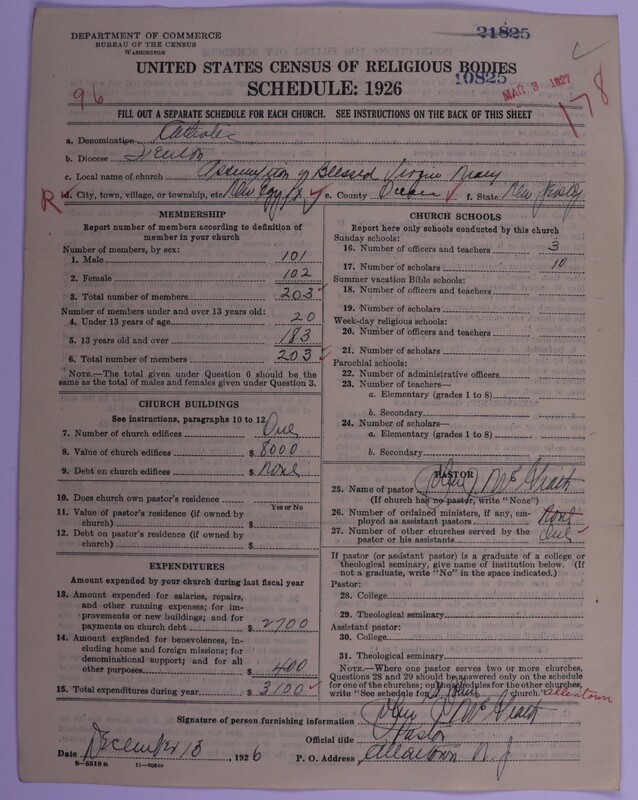 DEPARTMENT OF COMMERCE
BUREAU OF THE CENSUS
WASHINGTON
21825
UNITED STATES CENSUS OF RELIGIOUS BODIES
10825
SCHEDULE: 1926
MAR 3 1927
96
178
FILL OUT A SEPARATE SCHEDULE FOR EACH CHURCH. SEE INSTRUCTIONS ON THE BACK OF THIS SHEET
a. Denomination Catholic
b. Diocese Trenton
c. Local name of church Assumption of Blessed Virgin Mary
R d. City, town, village, or township, etc. New Egypt e. County Ocean f. State New Jersey
MEMBERSHIP
Report number of members according to definition of member in your church
Number of members, by sex:
1. Male 101
2. Female 102
3. Total number of members 203
Number of members under and over 13 years old:
4. Under 13 years of age 20
5. 13 years old and over 183
6. Total number of members 203
NOTE.—The total given under Question 6 should be the same as the total of males and females given under Question 3.
CHURCH BUILDINGS
See instructions, paragraphs 10 to 12
7. Number of church edifices One
8. Value of church edifices $ 8000
9. Debt on church edifices $ None
10. Does church own pastor's residence
Yes or No
11. Value of pastor's residence (if owned by church) $
12. Debt on pastor's residence (if owned by church) $
EXPENDITURES
Amount expended by your church during last fiscal year
13. Amount expended for salaries, repairs, and other running expenses; for improvements or new buildings; and for payments on church debt $ 2700
14. Amount expended for benevolences, including home and foreign missions; for denominational support; and for all other purposes $ 400
15. Total expenditures during year $ 3100
CHURCH SCHOOLS
Report here only schools conducted by this church
Sunday schools:
16. Number of officers and teachers 3
17. Number of scholars 10
Summer vacation Bible schools:
18. Number of officers and teachers
19. Number of scholars
Week-day religious schools:
20. Number of officers and teachers
21. Number of scholars
Parochial schools:
22. Number of administrative officers
23. Number of teachers—
a. Elementary (grades 1 to 8)
b. Secondary
24. Number of scholars—
a. Elementary (grades 1 to 8)
b. Secondary
PASTOR
25. Name of pastor John J McGrath
(If church has no pastor, write "None")
26. Number of ordained ministers, if any, employed as assistant pastors None
27. Number of other churches served by the pastor or his assistants One
If pastor (or assistant pastor) is a graduate of a college or theological seminary, give name of institution below. (If not a graduate, write "No" in the space indicated.)
Pastor:
28. College
29. Theological seminary
Assistant pastor:
30. College
31. Theological seminary
NOTE.—Where one pastor serves two or more churches, Questions 28 and 29 should be answered only on the schedule for one of the churches; on the schedules for the other churches, write "See schedule for St Johns church." Allentown
Signature of person furnishing information John J McGrath
Official title Pastor
Date December 13, 1926
P. O. Address Allentown N. J
8—5518 a